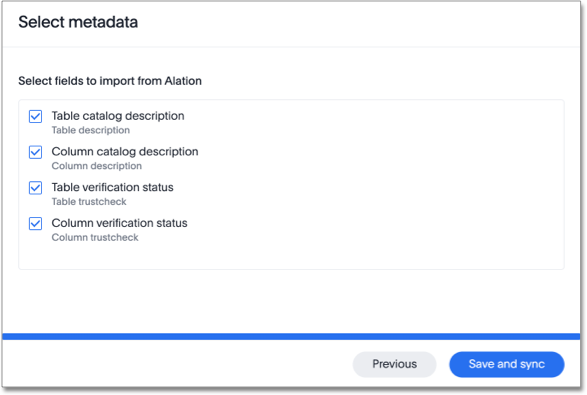 Select metadata
Select fields to import from Alation
Table catalog description
Table description
Column catalog description
Column description
Table verification status
Table trustcheck
Column verification status
Column trustcheck
Previous
Save and sync